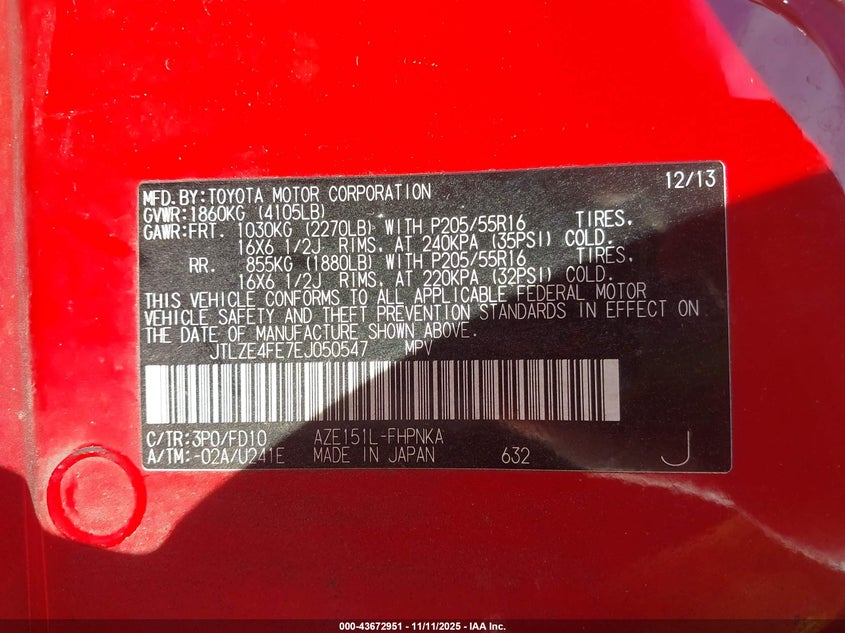 MFD.BY:TOYOTA MOTOR CORPORATION 12/13
GVWR:1860KG (4105LB)
GAWR:FRT. 1030KG (2270LB) WITH P205/55R16 TIRES,
16X6 1/2J RIMS, AT 240KPA (35PSI) COLD.
RR. 855KG (1880LB) WITH P205/55R16 TIRES,
16X6 1/2J RIMS, AT 220KPA (32PSI) COLD.
THIS VEHICLE CONFORMS TO ALL APPLICABLE FEDERAL MOTOR
VEHICLE SAFETY AND THEFT PREVENTION STANDARDS IN EFFECT ON
THE DATE OF MANUFACTURE SHOWN ABOVE.
JTLZE4FE7EJ050547 MPV
C/TR:3P0/FD10 AZE151L-FHPNKA
A/TM:-02A/U241E MADE IN JAPAN 632 J
000-43672951 - 11/11/2025 - IAA Inc.